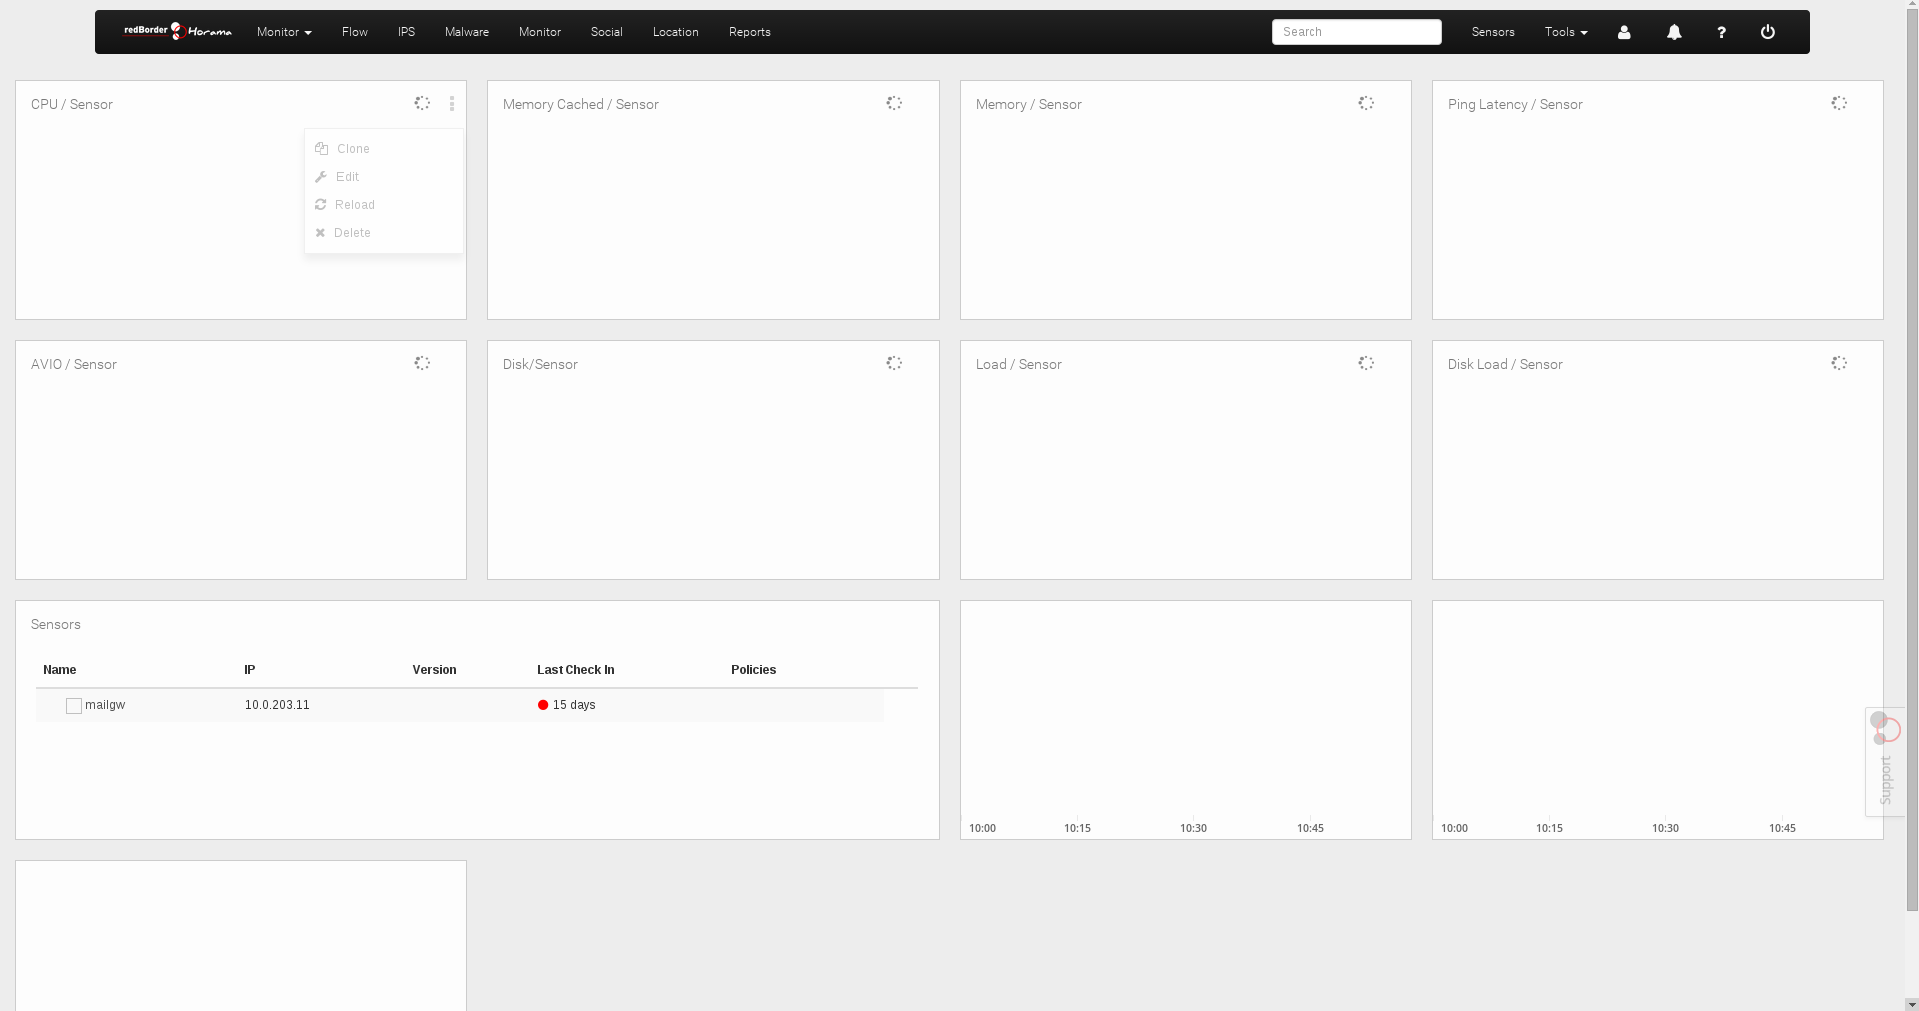 redBorder Horama Monitor Flow IPS Malware Monitor Social Location Reports Search Sensors Tools ?
CPU / Sensor
Clone
Edit
Reload
Delete
Memory Cached / Sensor
Memory / Sensor
Ping Latency / Sensor
AVIO / Sensor
Disk/Sensor
Load / Sensor
Disk Load / Sensor
Sensors
Name IP Version Last Check In Policies
mailgw 10.0.203.11 15 days
10:00 10:15 10:30 10:45
10:00 10:15 10:30 10:45
Support